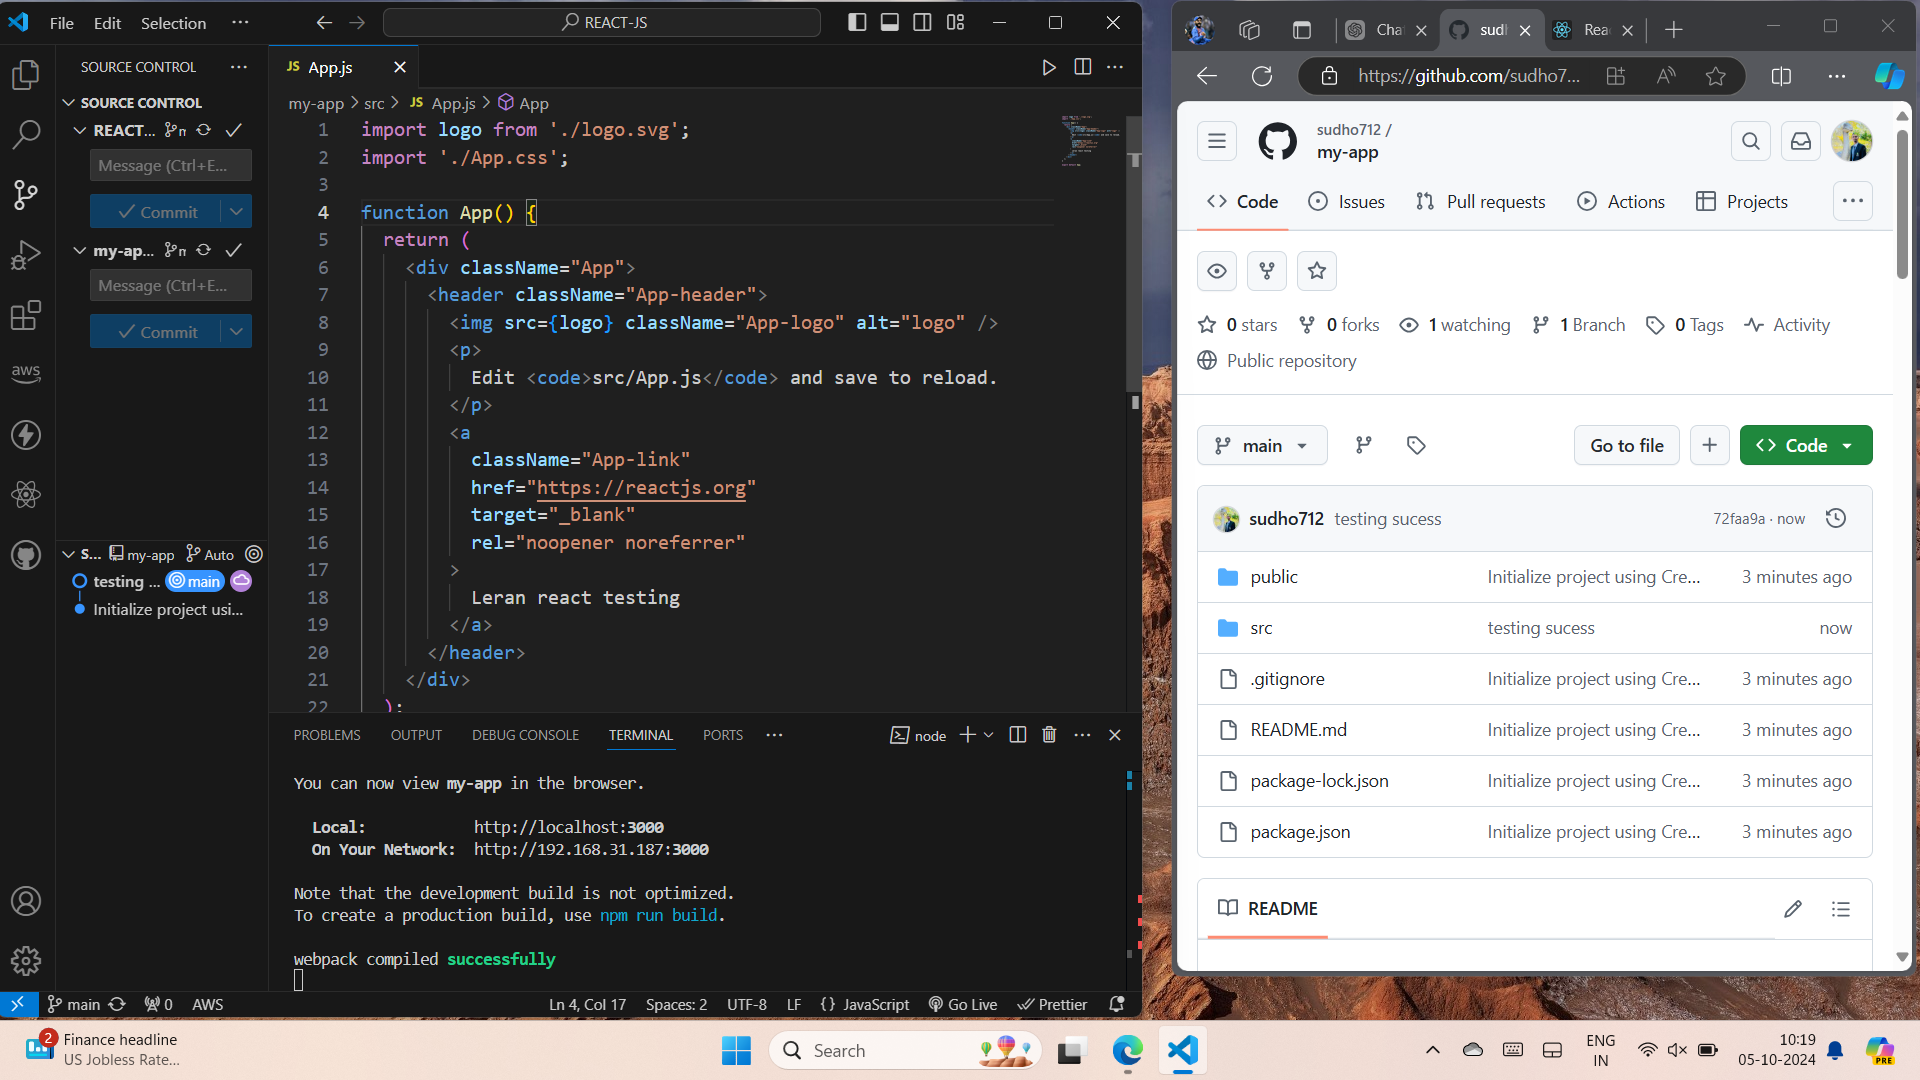 File Edit Selection ···
REACT-JS
SOURCE CONTROL ···
SOURCE CONTROL
REACT...
Message (Ctrl+E...
Commit
my-ap...
Message (Ctrl+E...
Commit
aws
S... my-app Auto
testing ... main
Initialize project usi...
JS App.js
my-app > src > JS App.js > App
1 import logo from './logo.svg';
2 import './App.css';
3
4 function App() {
5 return (
6 <div className="App">
7 <header className="App-header">
8 <img src={logo} className="App-logo" alt="logo" />
9 <p>
10 Edit <code>src/App.js</code> and save to reload.
11 </p>
12 <a
13 className="App-link"
14 href="https://reactjs.org"
15 target="_blank"
16 rel="noopener noreferrer"
17 >
18 Leran react testing
19 </a>
20 </header>
21 </div>
22 );
PROBLEMS OUTPUT DEBUG CONSOLE TERMINAL PORTS ···
node
You can now view my-app in the browser.
Local: http://localhost:3000
On Your Network: http://192.168.31.187:3000
Note that the development build is not optimized.
To create a production build, use npm run build.
webpack compiled successfully
main 0 AWS
Ln 4, Col 17 Spaces: 2 UTF-8 LF {} JavaScript Go Live Prettier
Chat sudh Rea
https://github.com/sudho7...
sudho712 /
my-app
Code Issues Pull requests Actions Projects
0 stars 0 forks 1 watching 1 Branch 0 Tags Activity
Public repository
main Go to file Code
sudho712 testing sucess 72faa9a · now
public Initialize project using Cre... 3 minutes ago
src testing sucess now
.gitignore Initialize project using Cre... 3 minutes ago
README.md Initialize project using Cre... 3 minutes ago
package-lock.json Initialize project using Cre... 3 minutes ago
package.json Initialize project using Cre... 3 minutes ago
README
2
Finance headline
US Jobless Rate...
Search
ENG
IN
10:19
05-10-2024
PRE